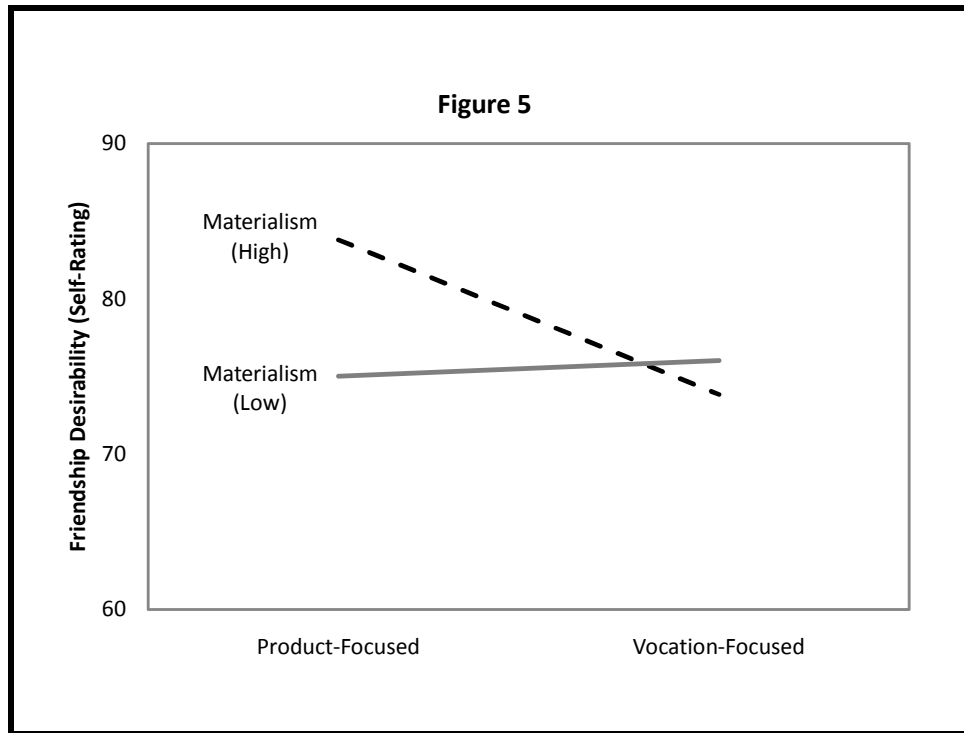 Figure 5
90
80
70
60
Friendship Desirability (Self-Rating)
Materialism
(High)
Materialism
(Low)
Product-Focused
Vocation-Focused